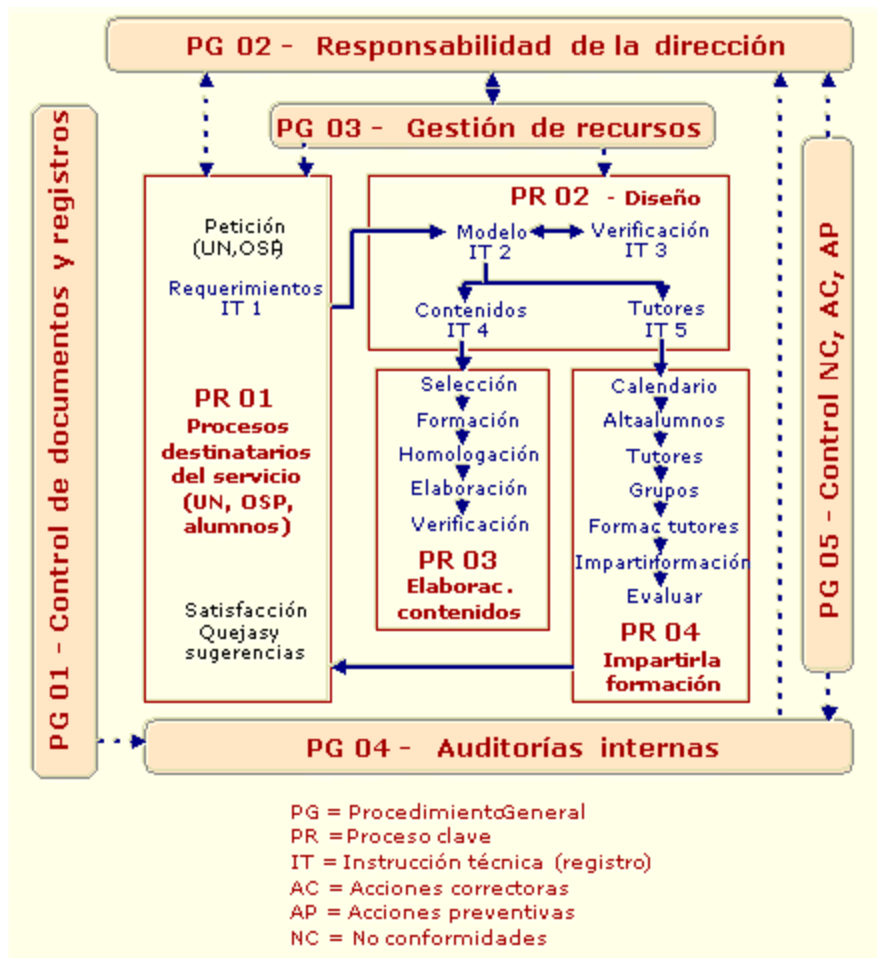 PG 02 - Responsabilidad de la dirección
PG 03 - Gestión de recursos
PG 01 - Control de documentos y registros
Petición
(UN,OSP)
Requerimientos
IT 1
PR 01
Procesos
destinatarios
del servicio
(UN, OSP,
alumnos)
Satisfacción
Quejasy
sugerencias
PR 02 - Diseño
Modelo
IT 2
Verificación
IT 3
Contenidos
IT 4
Tutores
IT 5
Selección
Formación
Homologación
Elaboración
Verificación
PR 03
Elaborac.
contenidos
Calendario
Altaalumnos
Tutores
Grupos
Formac tutores
Impartirformación
Evaluar
PR 04
Impartirla
formación
PG 05 - Control NC, AC, AP
PG 04 - Auditorías internas
PG = ProcedimientoGeneral
PR =Proceso clave
IT = Instrucción técnica (registro)
AC = Acciones correctoras
AP = Acciones preventivas
NC = No conformidades